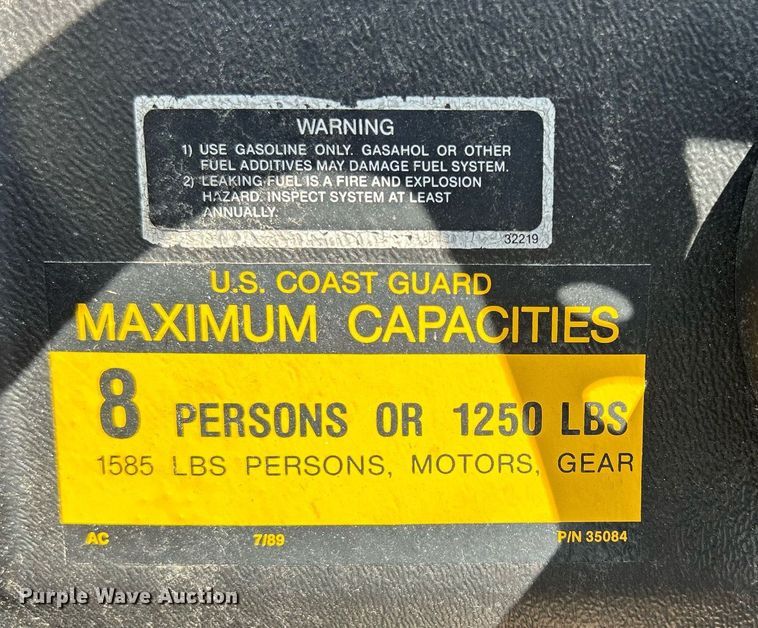 WARNING
1) USE GASOLINE ONLY. GASAHOL OR OTHER
FUEL ADDITIVES MAY DAMAGE FUEL SYSTEM.
2) LEAKING FUEL IS A FIRE AND EXPLOSION
HAZARD. INSPECT SYSTEM AT LEAST
ANNUALLY.
32219
U.S. COAST GUARD
MAXIMUM CAPACITIES
8 PERSONS OR 1250 LBS
1585 LBS PERSONS, MOTORS, GEAR
AC 7/89 P/N 35084
Purple Wave Auction